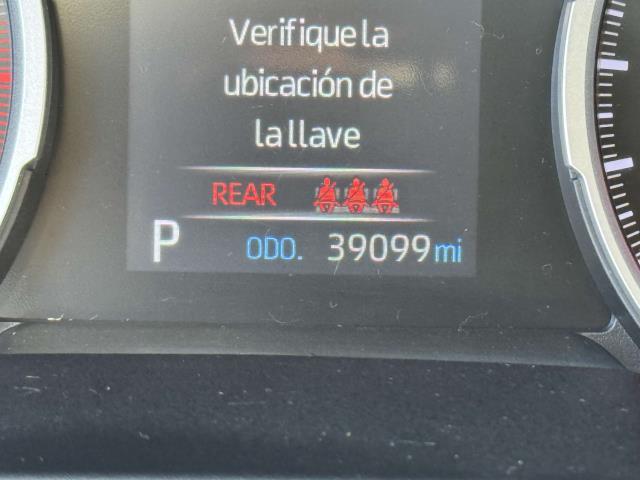 Verifique la
ubicación de
la llave
REAR
P ODO. 39099 mi